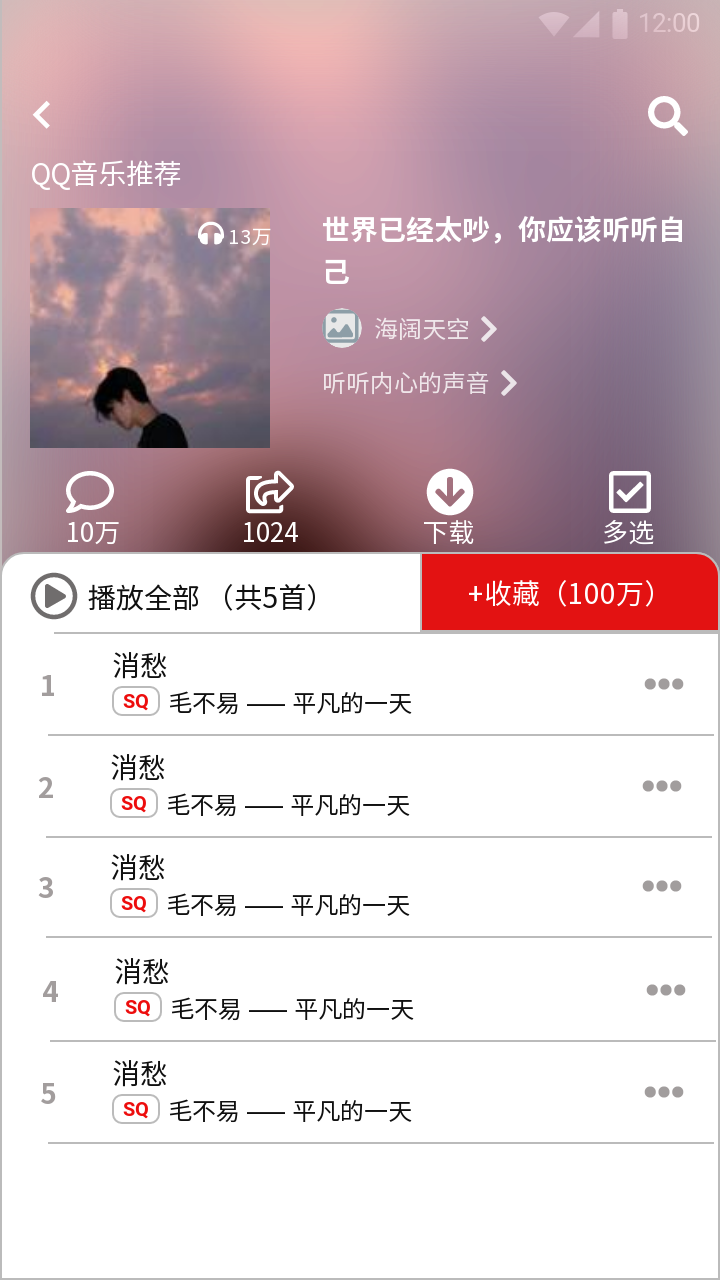 12:00
QQ音乐推荐
13万
世界已经太吵，你应该听听自
己
海阔天空
听听内心的声音
10万
1024
下载
多选
播放全部 （共5首）
+收藏（100万）
1
消愁
SQ 毛不易 —— 平凡的一天
2
消愁
SQ 毛不易 —— 平凡的一天
3
消愁
SQ 毛不易 —— 平凡的一天
4
消愁
SQ 毛不易 —— 平凡的一天
5
消愁
SQ 毛不易 —— 平凡的一天